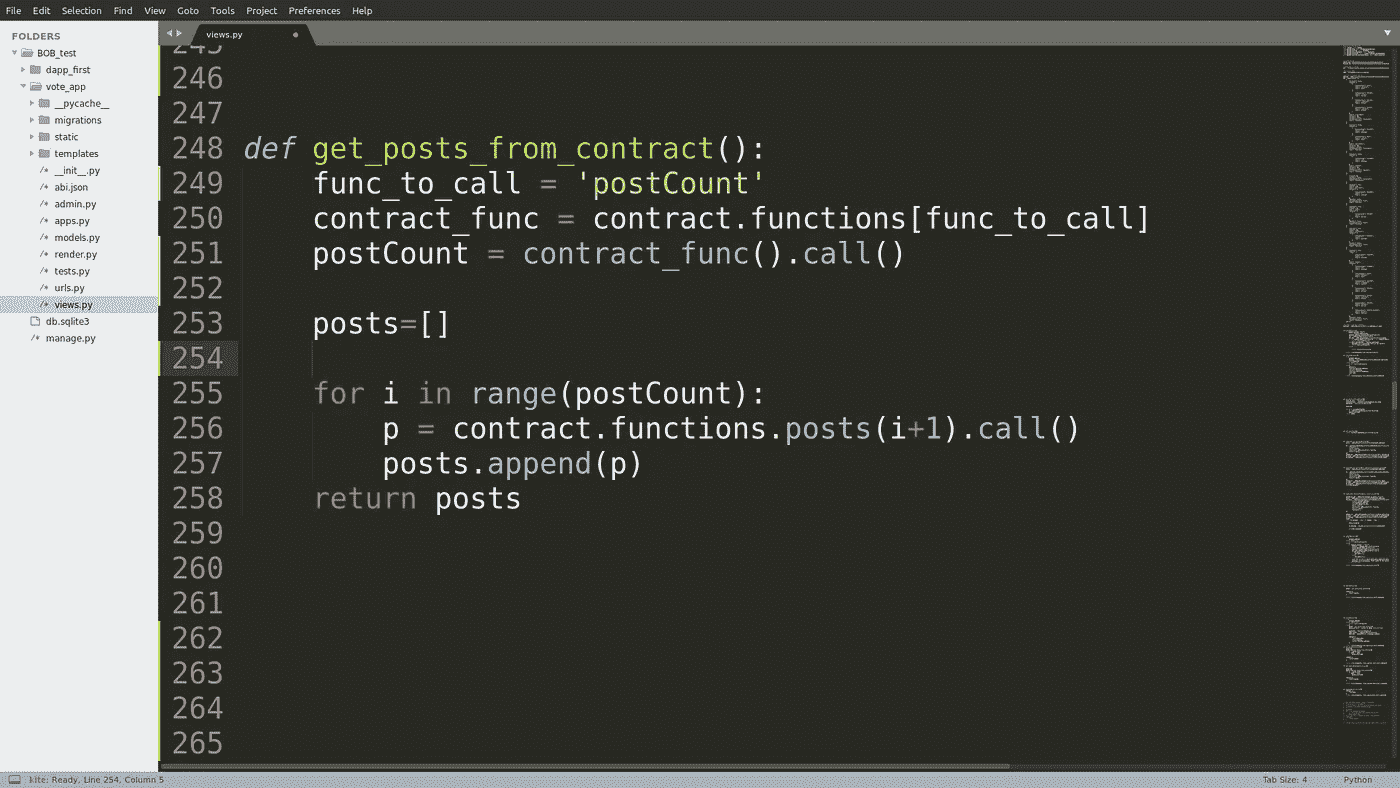 File Edit Selection Find View Goto Tools Project Preferences Help
FOLDERS
BOB_test
dapp_first
vote_app
__pycache__
migrations
static
templates
__init__.py
abi.json
admin.py
apps.py
models.py
render.py
tests.py
urls.py
views.py
db.sqlite3
manage.py
views.py
245
246
247
248 def get_posts_from_contract():
249 func_to_call = 'postCount'
250 contract_func = contract.functions[func_to_call]
251 postCount = contract_func().call()
252
253 posts=[]
254
255 for i in range(postCount):
256 p = contract.functions.posts(i+1).call()
257 posts.append(p)
258 return posts
259
260
261
262
263
264
265
kite: Ready, Line 254, Column 5 Tab Size: 4 Python